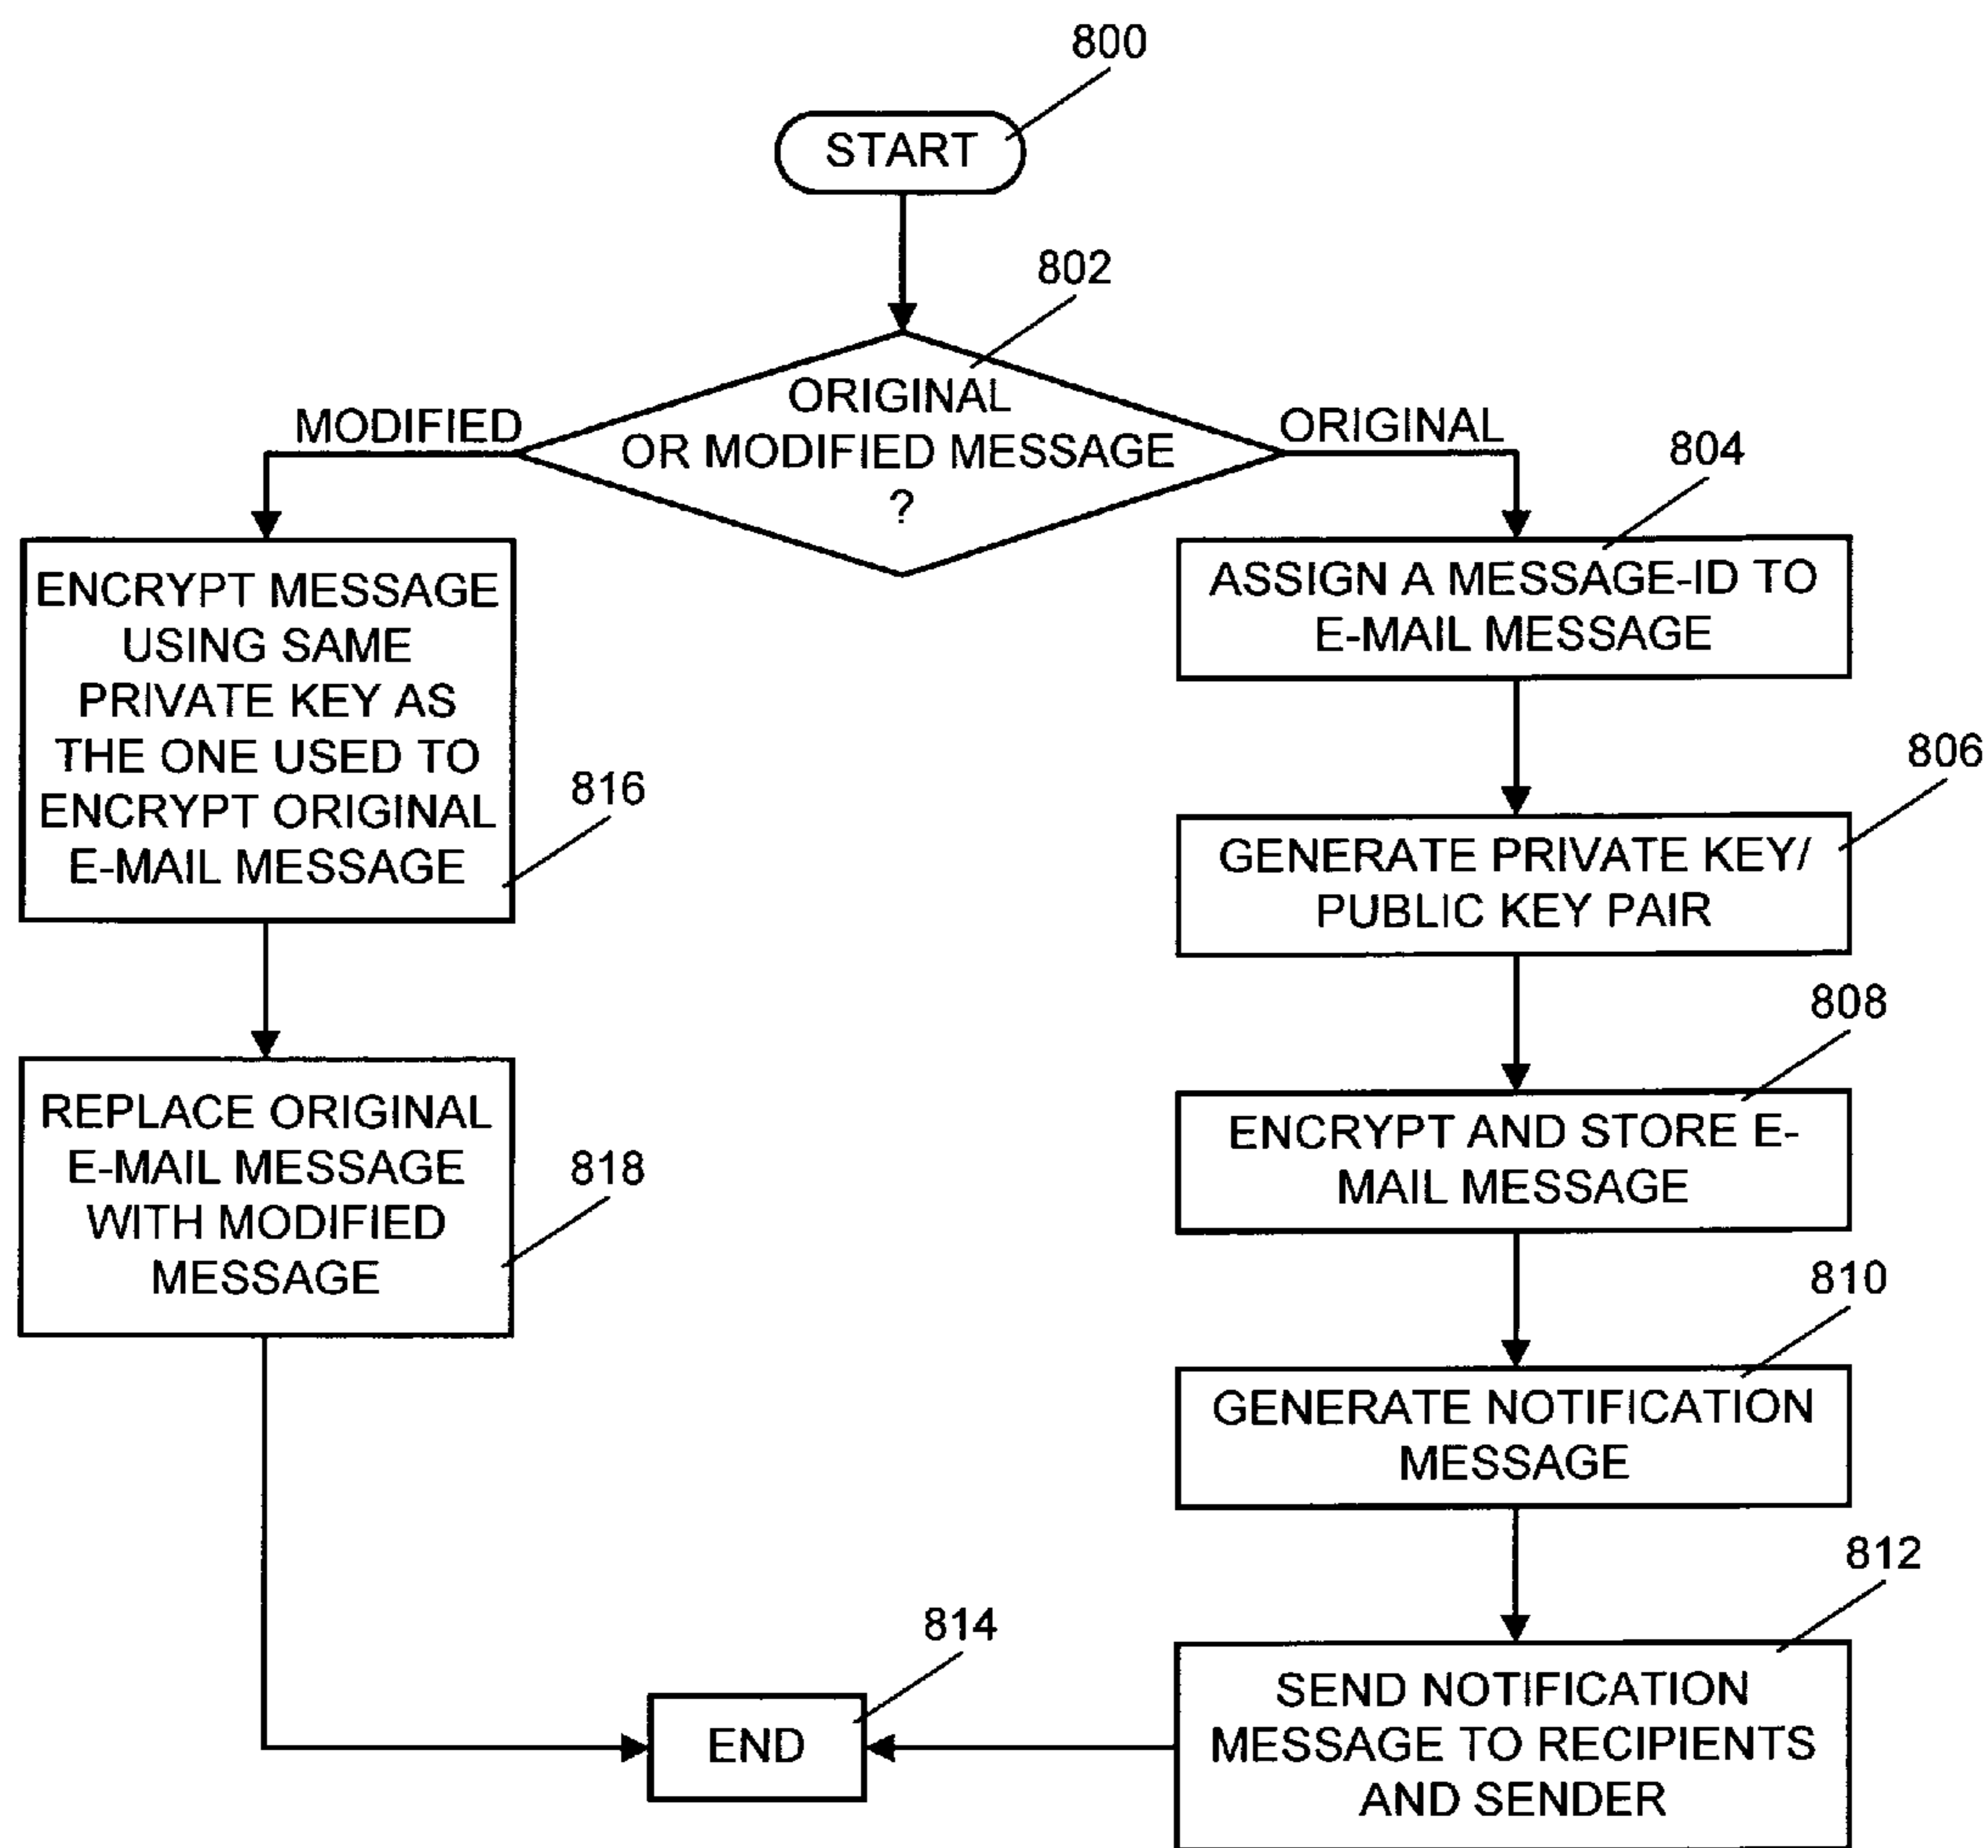 800
START
802
ORIGINAL
OR MODIFIED MESSAGE
?
MODIFIED
ORIGINAL
804
ASSIGN A MESSAGE-ID TO
E-MAIL MESSAGE
806
GENERATE PRIVATE KEY/
PUBLIC KEY PAIR
808
ENCRYPT AND STORE E-
MAIL MESSAGE
810
GENERATE NOTIFICATION
MESSAGE
812
SEND NOTIFICATION
MESSAGE TO RECIPIENTS
AND SENDER
ENCRYPT MESSAGE
USING SAME
PRIVATE KEY AS
THE ONE USED TO
ENCRYPT ORIGINAL
E-MAIL MESSAGE
816
REPLACE ORIGINAL
E-MAIL MESSAGE
WITH MODIFIED
MESSAGE
818
814
END